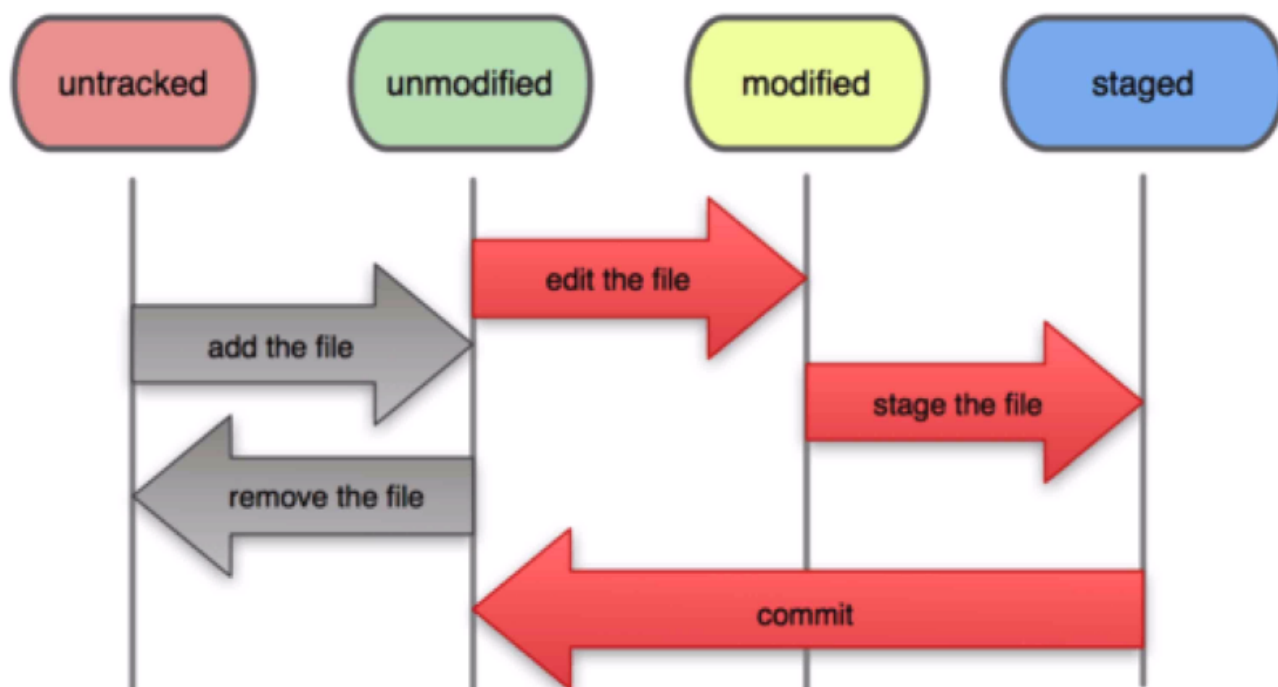 untracked
unmodified
modified
staged
edit the file
add the file
stage the file
remove the file
commit